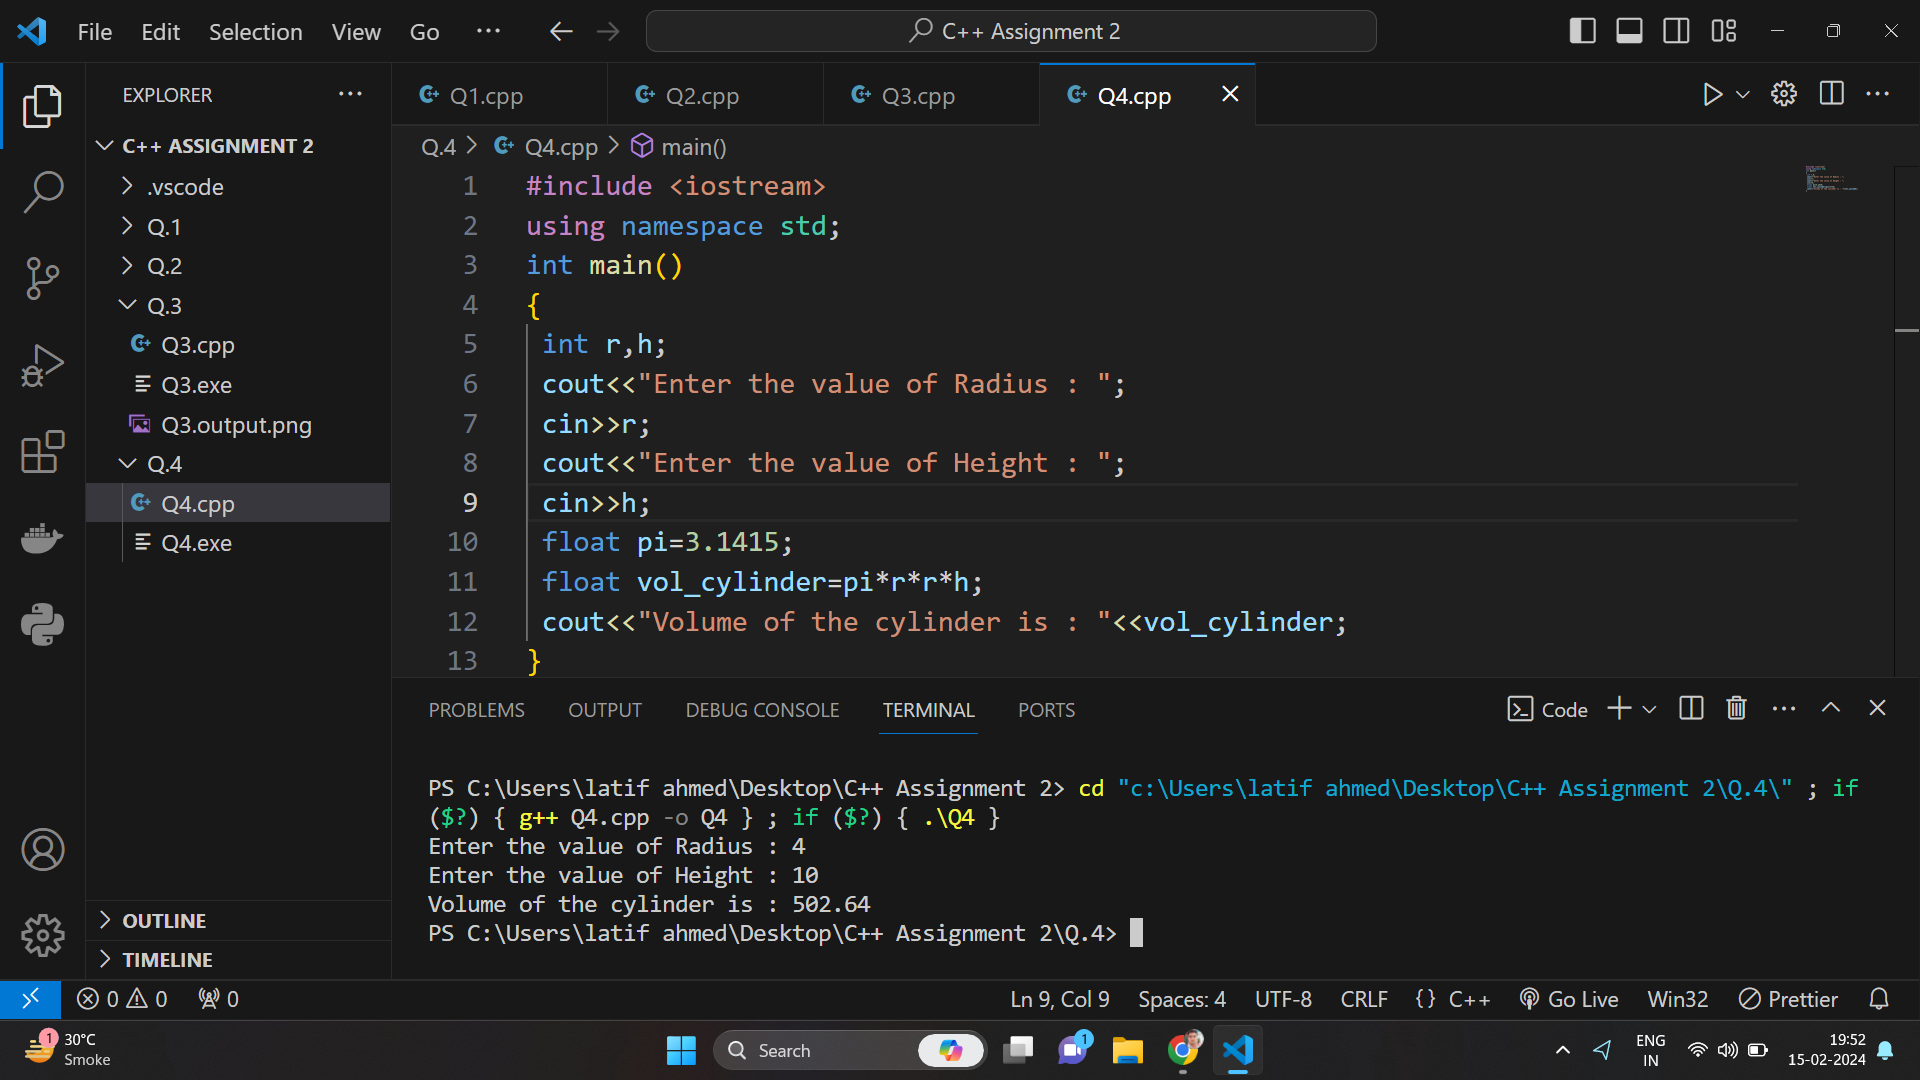 File Edit Selection View Go ··· C++ Assignment 2
EXPLORER ···
C++ ASSIGNMENT 2
.vscode
Q.1
Q.2
Q.3
Q3.cpp
Q3.exe
Q3.output.png
Q.4
Q4.cpp
Q4.exe
OUTLINE
TIMELINE
Q1.cpp Q2.cpp Q3.cpp Q4.cpp
Q.4 > Q4.cpp > main()
1 #include <iostream>
2 using namespace std;
3 int main()
4 {
5 int r,h;
6 cout<<"Enter the value of Radius : ";
7 cin>>r;
8 cout<<"Enter the value of Height : ";
9 cin>>h;
10 float pi=3.1415;
11 float vol_cylinder=pi*r*r*h;
12 cout<<"Volume of the cylinder is : "<<vol_cylinder;
13 }
PROBLEMS OUTPUT DEBUG CONSOLE TERMINAL PORTS Code
PS C:\Users\latif ahmed\Desktop\C++ Assignment 2> cd "c:\Users\latif ahmed\Desktop\C++ Assignment 2\Q.4\" ; if
($?) { g++ Q4.cpp -o Q4 } ; if ($?) { .\Q4 }
Enter the value of Radius : 4
Enter the value of Height : 10
Volume of the cylinder is : 502.64
PS C:\Users\latif ahmed\Desktop\C++ Assignment 2\Q.4>
0 0 0 Ln 9, Col 9 Spaces: 4 UTF-8 CRLF {} C++ Go Live Win32 Prettier
1 30°C
Smoke
Search
1
ENG
IN
19:52
15-02-2024